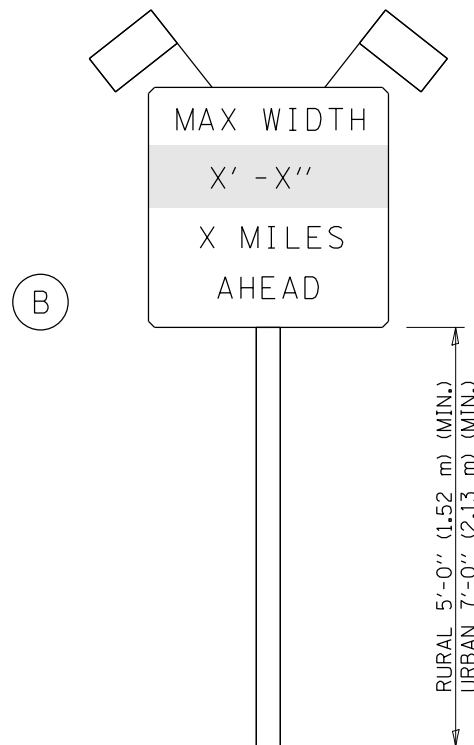 MAX WIDTH
X'-X''
X MILES
AHEAD
B
RURAL 5'-0'' (1.52 m) (MIN.)
URBAN 7'-0'' (2.13 m) (MIN.)